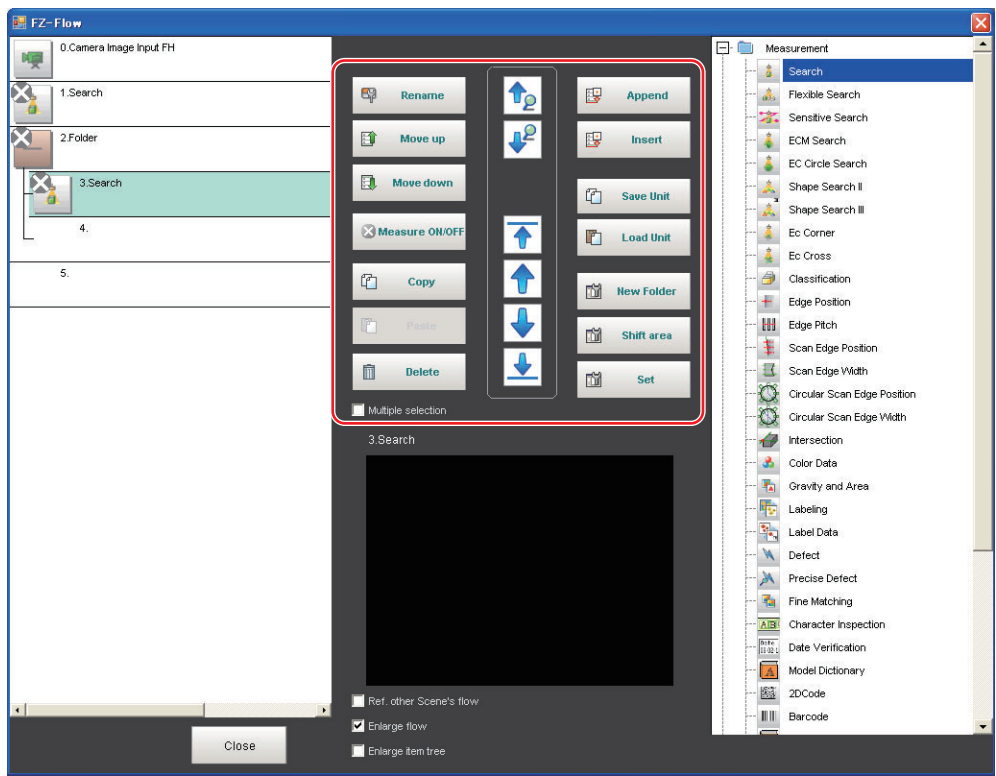 FZ-Flow
0.Camera Image Input FH
1.Search
2.Folder
3.Search
4.
5.
Close
Rename
Move up
Move down
Measure ON/OFF
Copy
Paste
Delete
Multiple selection
Append
Insert
Save Unit
Load Unit
New Folder
Shift area
Set
3.Search
Ref. other Scene's flow
Enlarge flow
Enlarge item tree
Measurement
Search
Flexible Search
Sensitive Search
ECM Search
EC Circle Search
Shape Search II
Shape Search III
Ec Corner
Ec Cross
Classification
Edge Position
Edge Pitch
Scan Edge Position
Scan Edge Width
Circular Scan Edge Position
Circular Scan Edge Width
Intersection
Color Data
Gravity and Area
Labeling
Label Data
Defect
Precise Defect
Fine Matching
Character Inspection
Date Verification
Model Dictionary
2DCode
Barcode